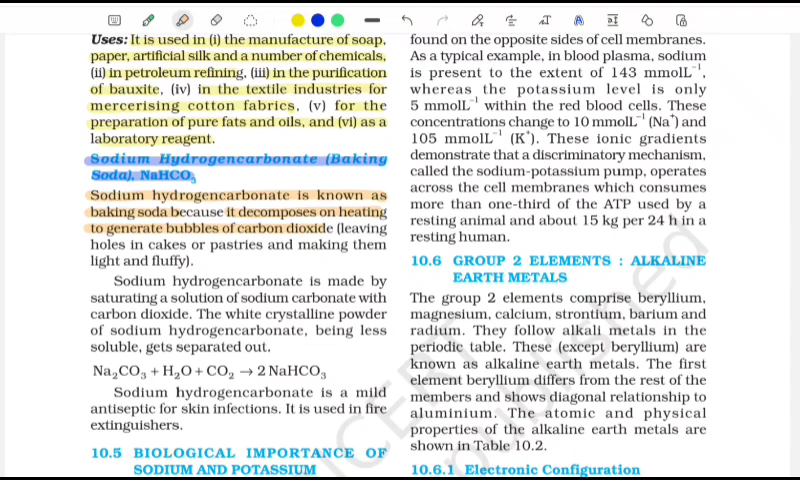 Uses: It is used in (i) the manufacture of soap,
paper, artificial silk and a number of chemicals,
(ii) in petroleum refining, (iii) in the purification
of bauxite, (iv) in the textile industries for
mercerising cotton fabrics, (v) for the
preparation of pure fats and oils, and (vi) as a
laboratory reagent.
Sodium Hydrogencarbonate (Baking
Soda), NaHCO₃
Sodium hydrogencarbonate is known as
baking soda because it decomposes on heating
to generate bubbles of carbon dioxide (leaving
holes in cakes or pastries and making them
light and fluffy).
Sodium hydrogencarbonate is made by
saturating a solution of sodium carbonate with
carbon dioxide. The white crystalline powder
of sodium hydrogencarbonate, being less
soluble, gets separated out.
Na₂CO₃ + H₂O + CO₂ → 2 NaHCO₃
Sodium hydrogencarbonate is a mild
antiseptic for skin infections. It is used in fire
extinguishers.
10.5 BIOLOGICAL IMPORTANCE OF
SODIUM AND POTASSIUM
found on the opposite sides of cell membranes.
As a typical example, in blood plasma, sodium
is present to the extent of 143 mmolL⁻¹,
whereas the potassium level is only
5 mmolL⁻¹ within the red blood cells. These
concentrations change to 10 mmolL⁻¹ (Na⁺) and
105 mmolL⁻¹ (K⁺). These ionic gradients
demonstrate that a discriminatory mechanism,
called the sodium-potassium pump, operates
across the cell membranes which consumes
more than one-third of the ATP used by a
resting animal and about 15 kg per 24 h in a
resting human.
10.6 GROUP 2 ELEMENTS : ALKALINE
EARTH METALS
The group 2 elements comprise beryllium,
magnesium, calcium, strontium, barium and
radium. They follow alkali metals in the
periodic table. These (except beryllium) are
known as alkaline earth metals. The first
element beryllium differs from the rest of the
members and shows diagonal relationship to
aluminium. The atomic and physical
properties of the alkaline earth metals are
shown in Table 10.2.
10.6.1 Electronic Configuration